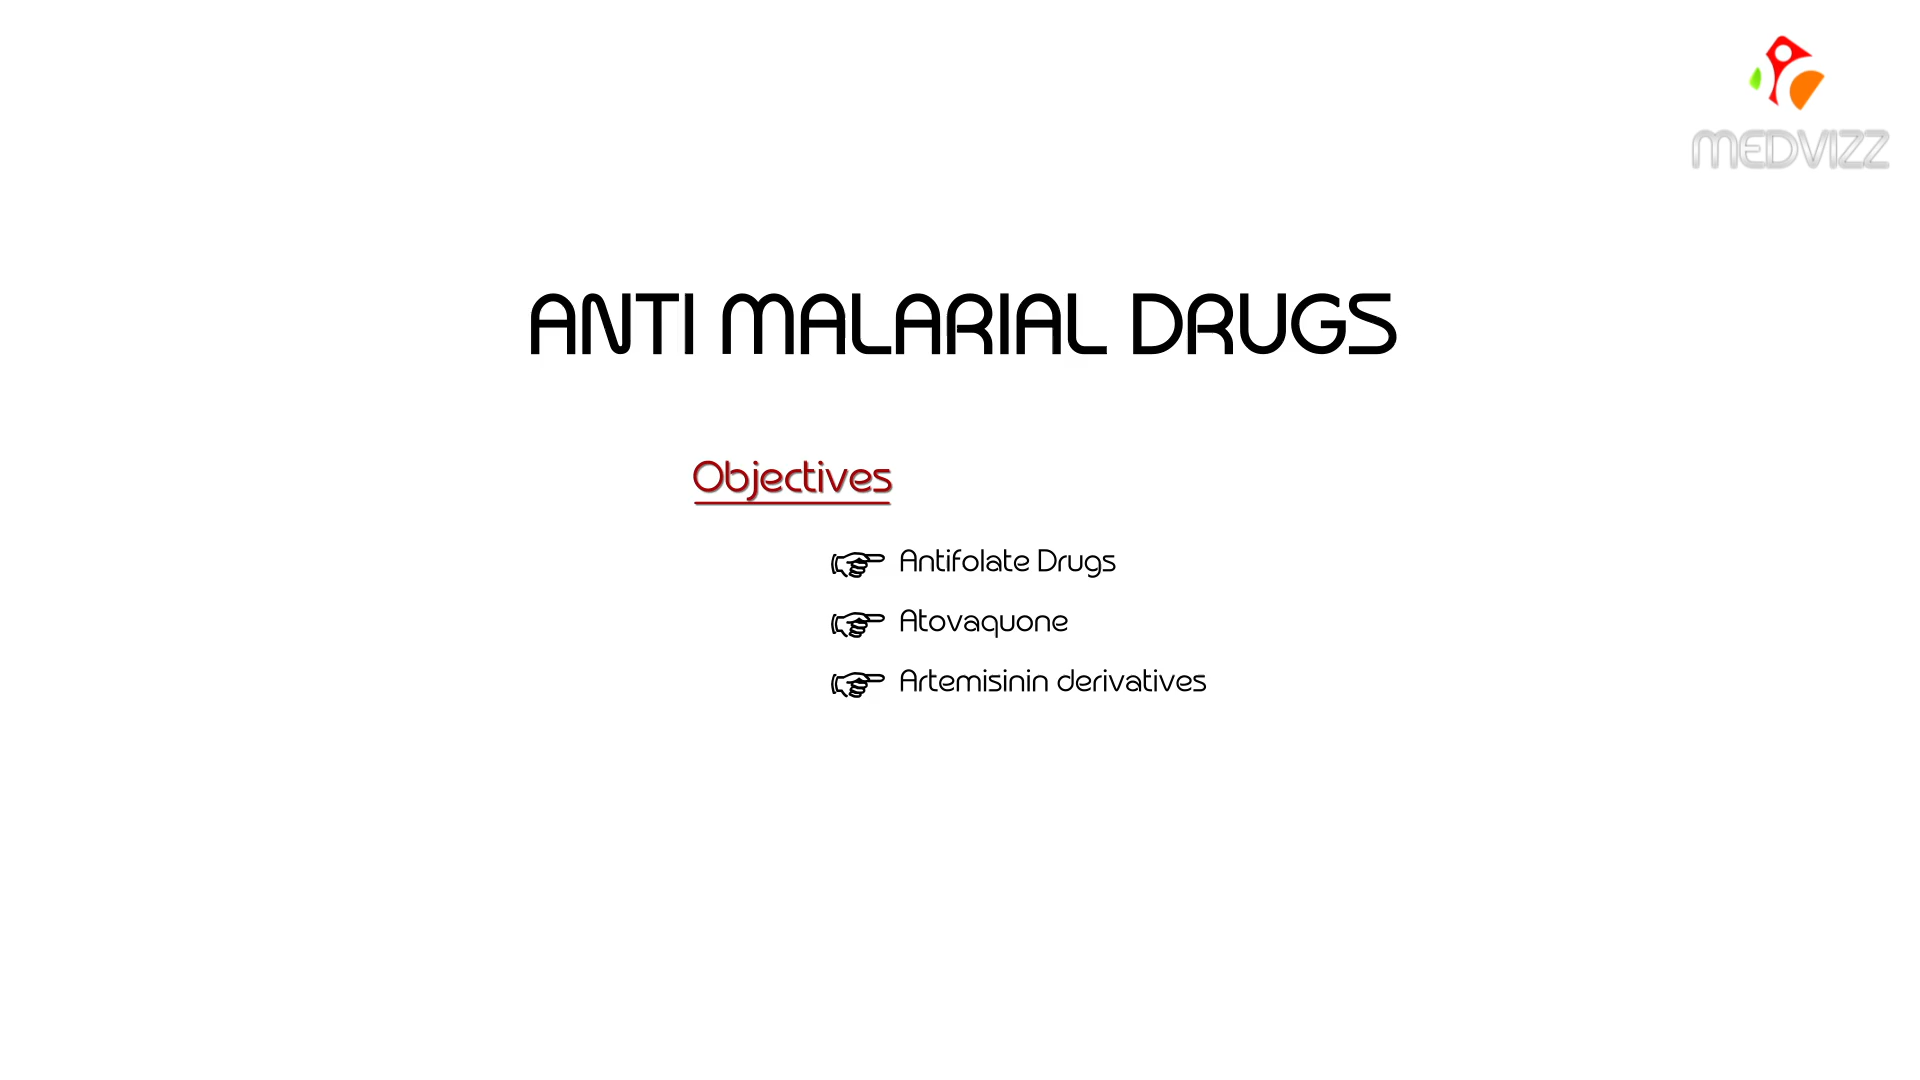 MEDVIZZ
ANTI MALARIAL DRUGS
Objectives
Antifolate Drugs
Atovaquone
Artemisinin derivatives